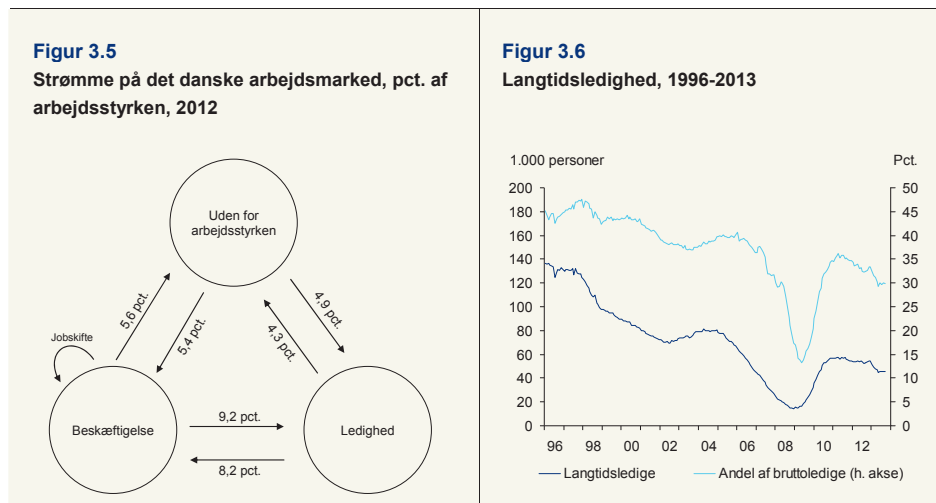 Figur 3.5
Strømme på det danske arbejdsmarked, pct. af
arbejdsstyrken, 2012
Uden for
arbejdsstyrken
5,6 pct.
5,4 pct.
4,3 pct.
4,9 pct.
Jobskifte
Beskæftigelse
9,2 pct.
8,2 pct.
Ledighed
Figur 3.6
Langtidsledighed, 1996-2013
1.000 personer
Pct.
200
180
160
140
120
100
80
60
40
20
0
50
45
40
35
30
25
20
15
10
5
0
96 98 00 02 04 06 08 10 12
Langtidsledige
Andel af bruttoledige (h. akse)